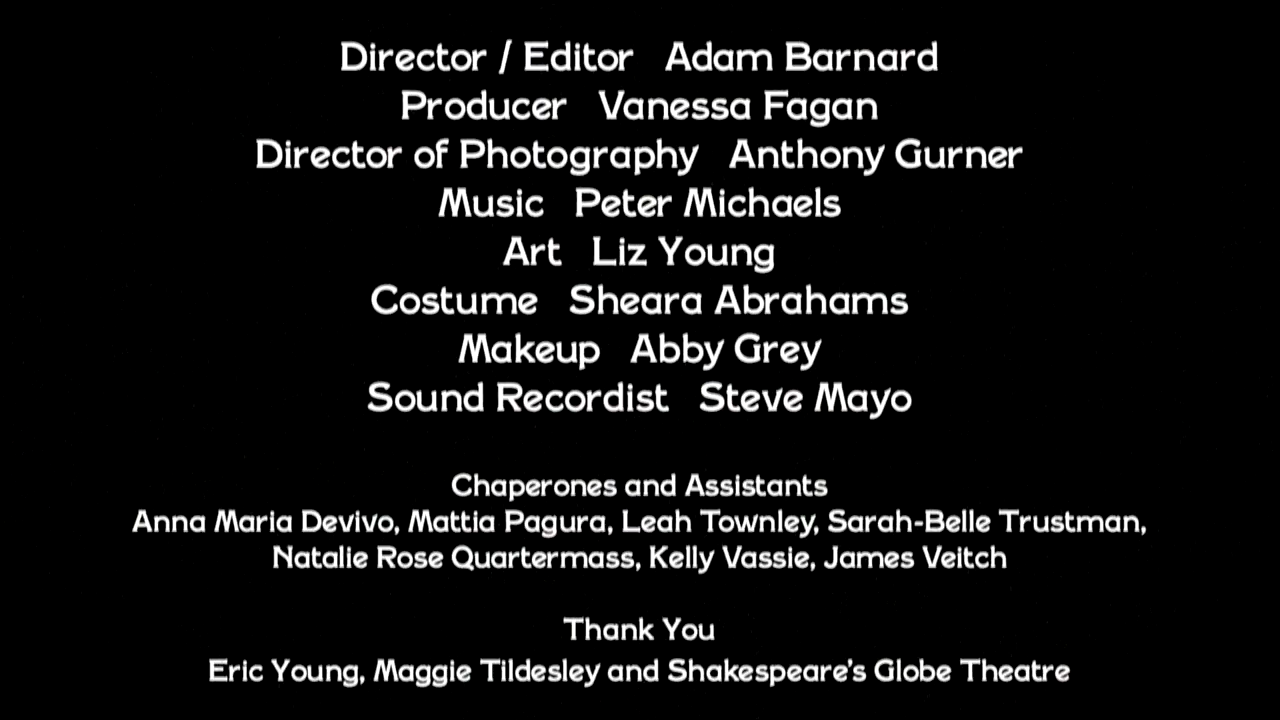 Director / Editor Adam Barnard
Producer Vanessa Fagan
Director of Photography Anthony Gurner
Music Peter Michaels
Art Liz Young
Costume Sheara Abrahams
Makeup Abby Grey
Sound Recordist Steve Mayo
Chaperones and Assistants
Anna Maria Devivo, Mattia Pagura, Leah Townley, Sarah-Belle Trustman,
Natalie Rose Quartermass, Kelly Vassie, James Veitch
Thank You
Eric Young, Maggie Tildesley and Shakespeare's Globe Theatre